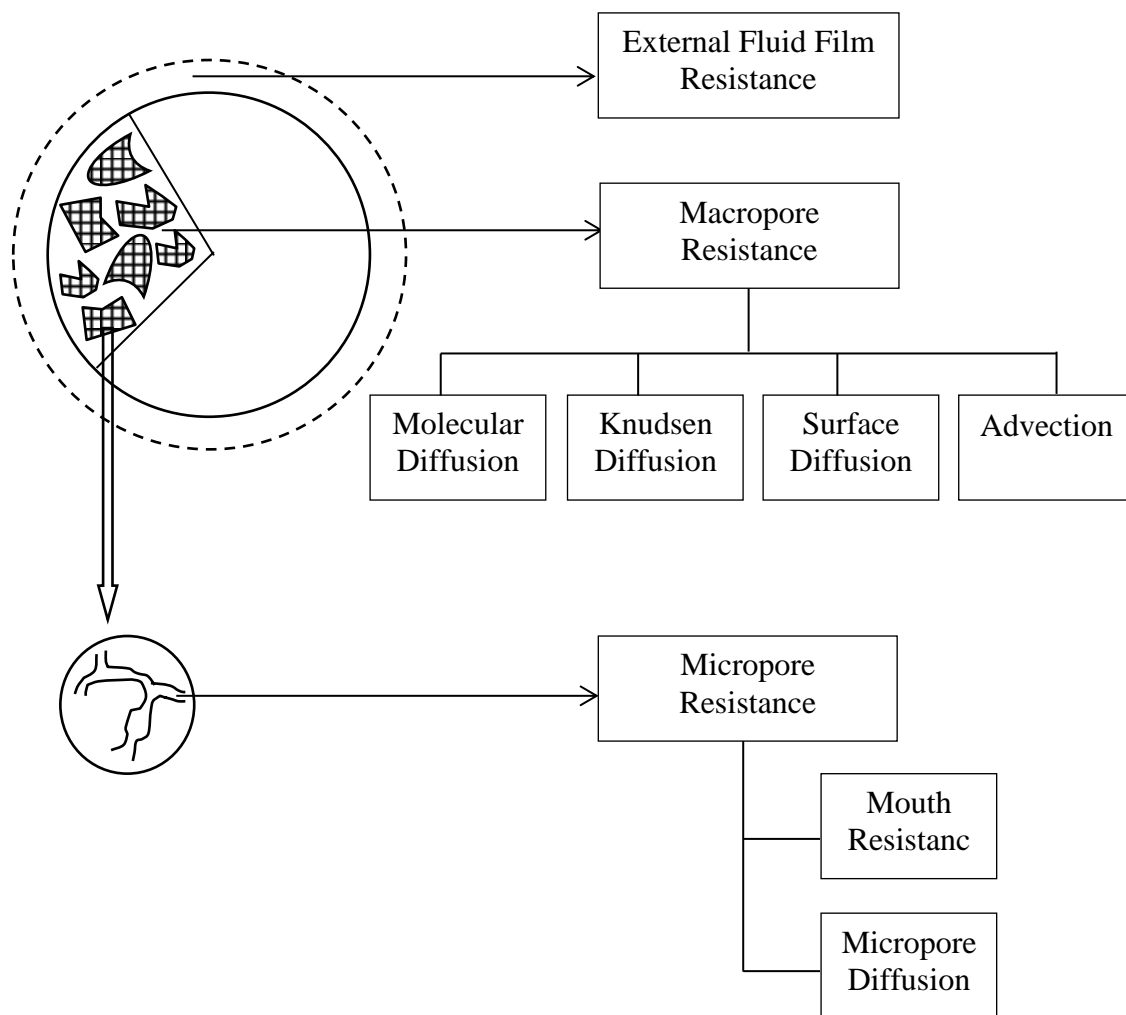 External Fluid Film
Resistance
Macropore
Resistance
Molecular
Diffusion
Knudsen
Diffusion
Surface
Diffusion
Advection
Micropore
Resistance
Mouth
Resistanc
Micropore
Diffusion